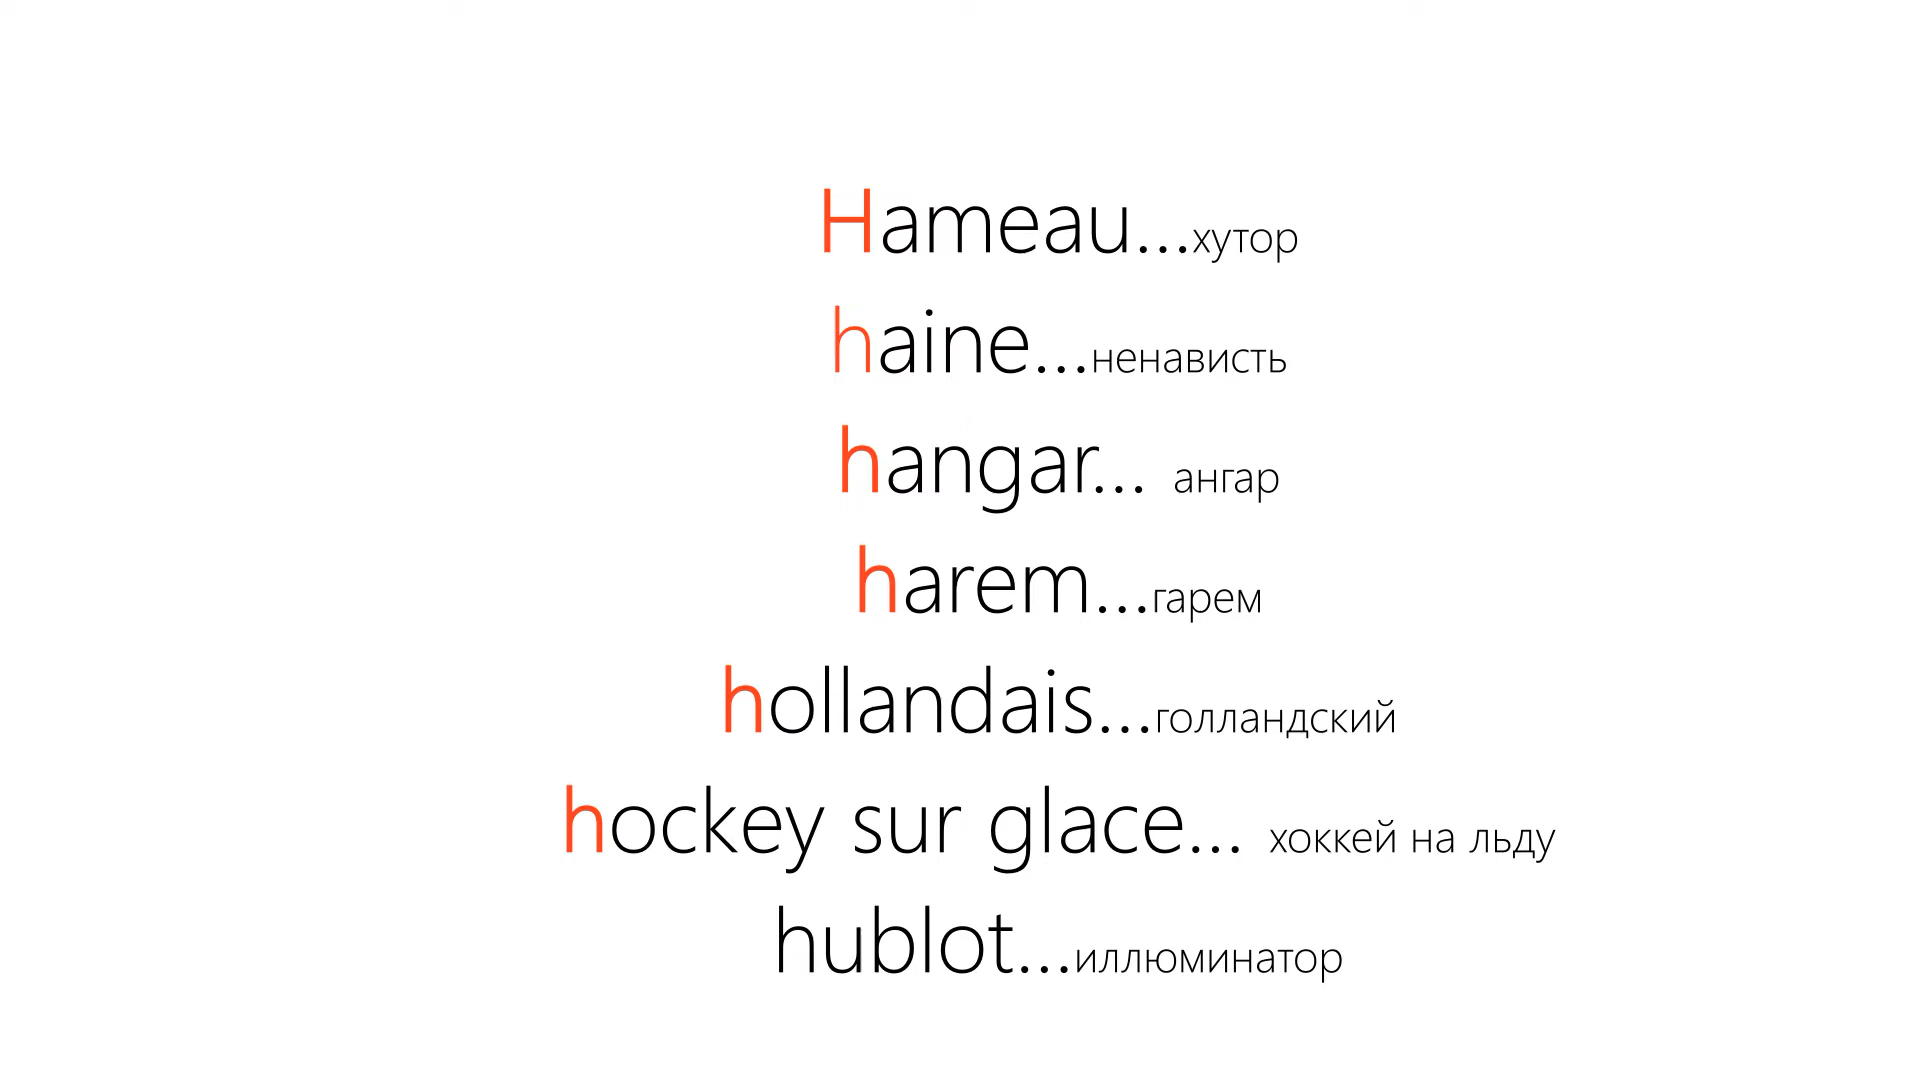 Hameau...хутор
haine...ненависть
hangar... ангар
harem...гарем
hollandais...голландский
hockey sur glace... хоккей на льду
hublot...иллюминатор